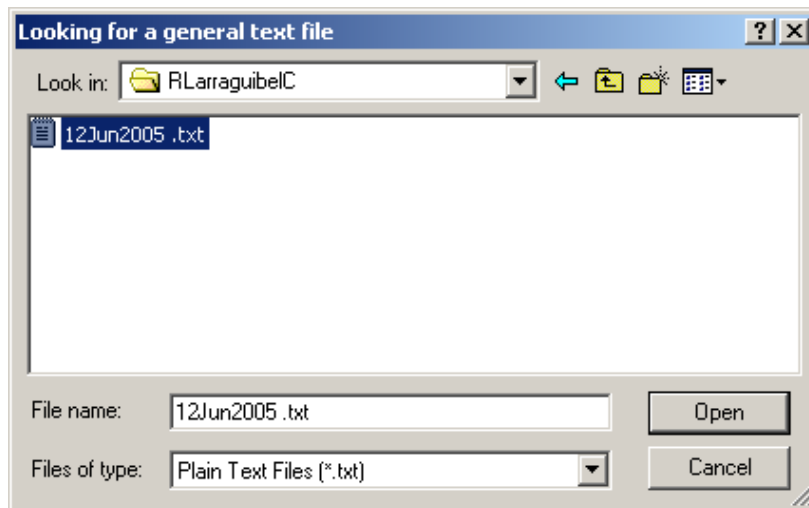 Looking for a general text file
Look in: RLarraguibelC
12Jun2005 .txt
File name: 12Jun2005 .txt Open
Files of type: Plain Text Files (*.txt) Cancel